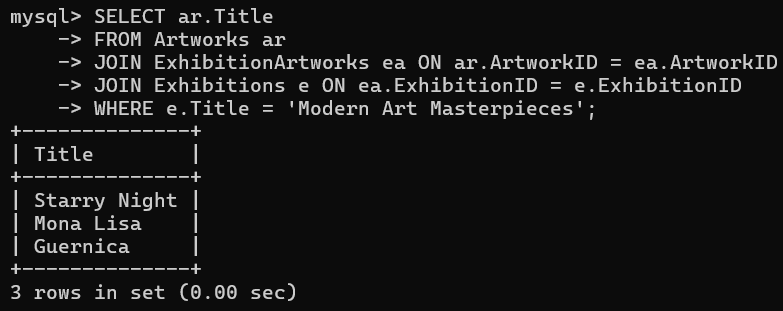 mysql> SELECT ar.Title
    -> FROM Artworks ar
    -> JOIN ExhibitionArtworks ea ON ar.ArtworkID = ea.ArtworkID
    -> JOIN Exhibitions e ON ea.ExhibitionID = e.ExhibitionID
    -> WHERE e.Title = 'Modern Art Masterpieces';
+--------------+
| Title        |
+--------------+
| Starry Night |
| Mona Lisa    |
| Guernica     |
+--------------+
3 rows in set (0.00 sec)